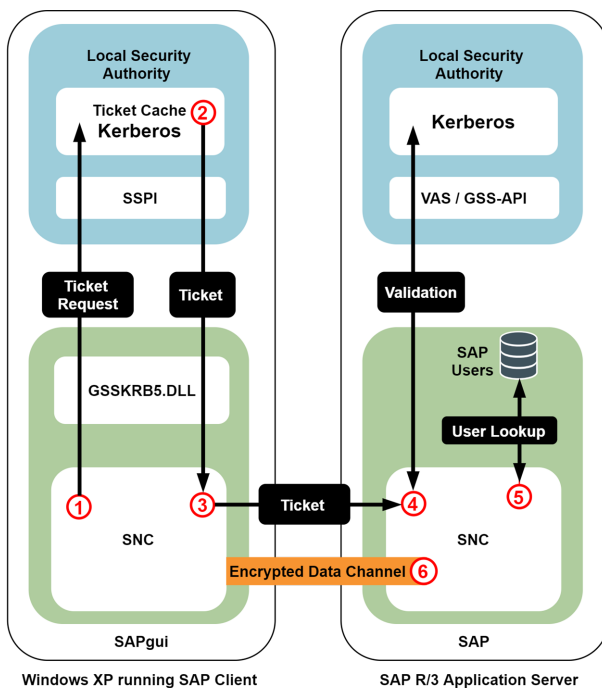 Local Security
Authority
Ticket Cache
2
Kerberos
SSPI
Ticket
Request
Ticket
GSSKRB5.DLL
1
3
SNC
SAPgui
Windows XP running SAP Client
Local Security
Authority
Kerberos
VAS / GSS-API
Validation
SAP
Users
User Lookup
Ticket
4
5
SNC
Encrypted Data Channel
6
SAP
SAP R/3 Application Server